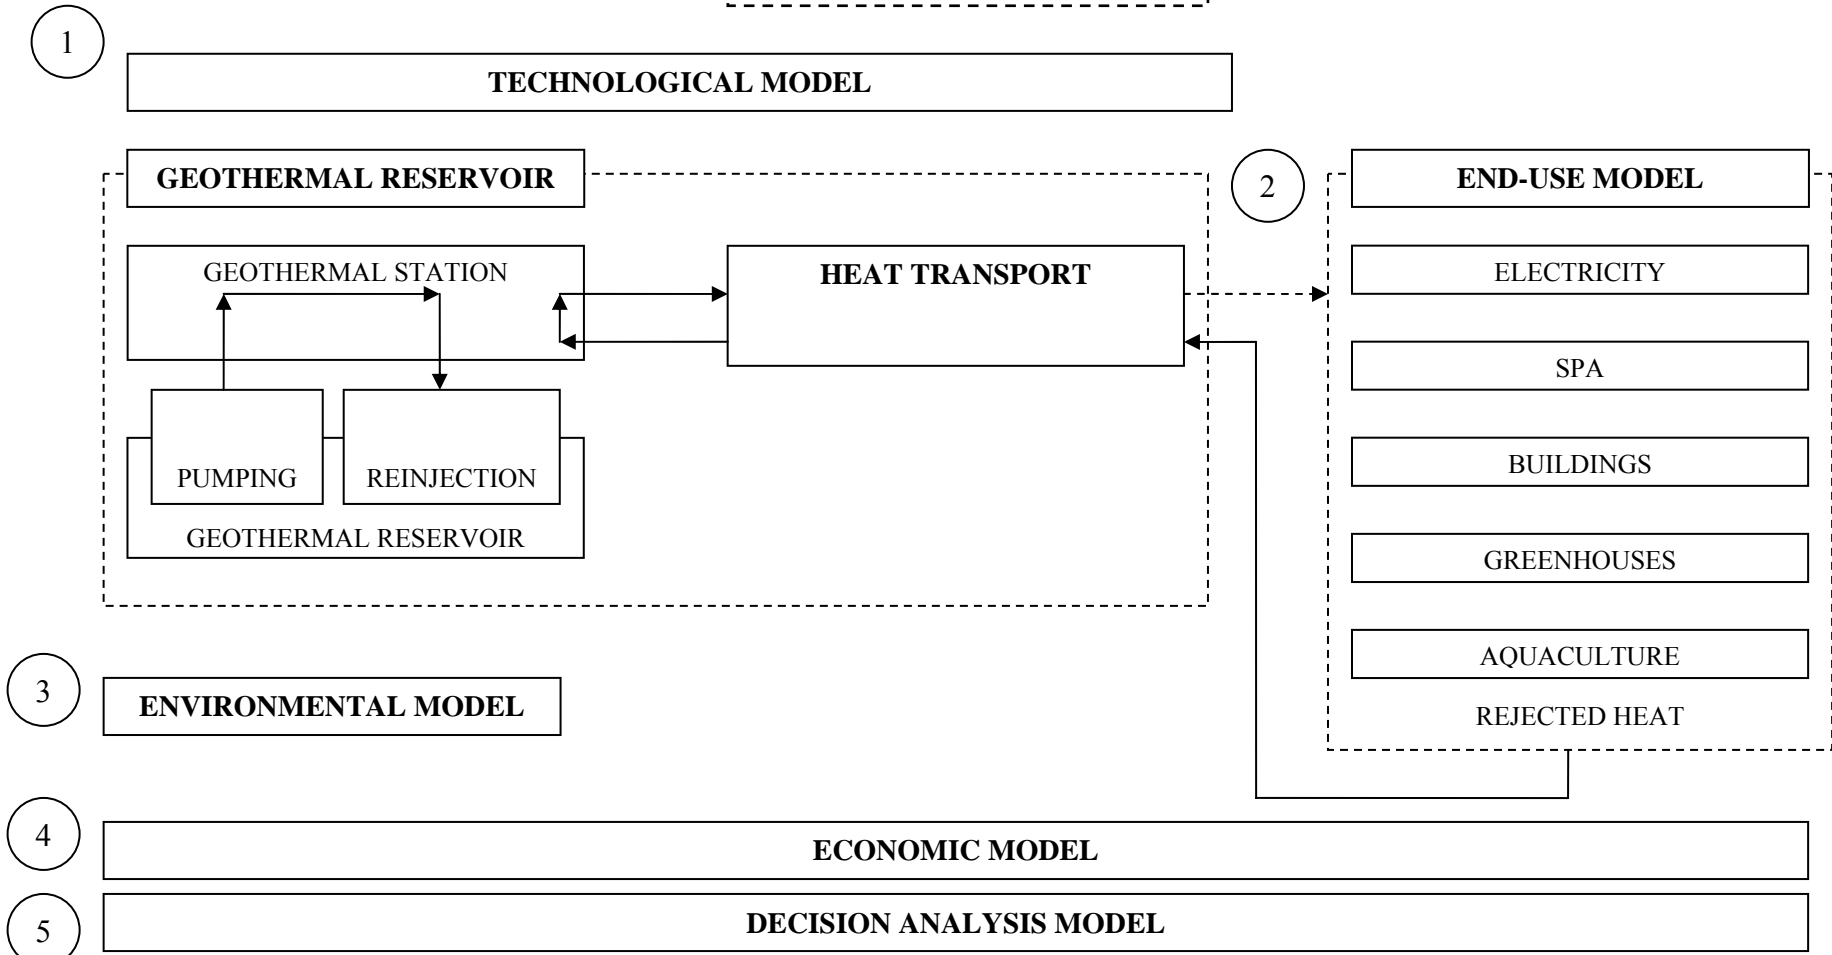 1
TECHNOLOGICAL MODEL
GEOTHERMAL RESERVOIR
2
END-USE MODEL
GEOTHERMAL STATION
HEAT TRANSPORT
ELECTRICITY
SPA
BUILDINGS
PUMPING
REINJECTION
GEOTHERMAL RESERVOIR
GREENHOUSES
AQUACULTURE
REJECTED HEAT
3
ENVIRONMENTAL MODEL
4
ECONOMIC MODEL
5
DECISION ANALYSIS MODEL